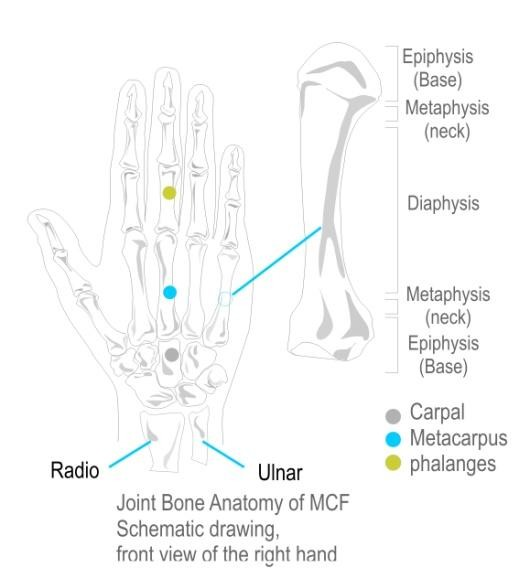 Epiphysis
(Base)
Metaphysis
(neck)
Diaphysis
Metaphysis
(neck)
Epiphysis
(Base)
Carpal
Metacarpus
phalanges
Radio
Ulnar
Joint Bone Anatomy of MCF
Schematic drawing,
front view of the right hand